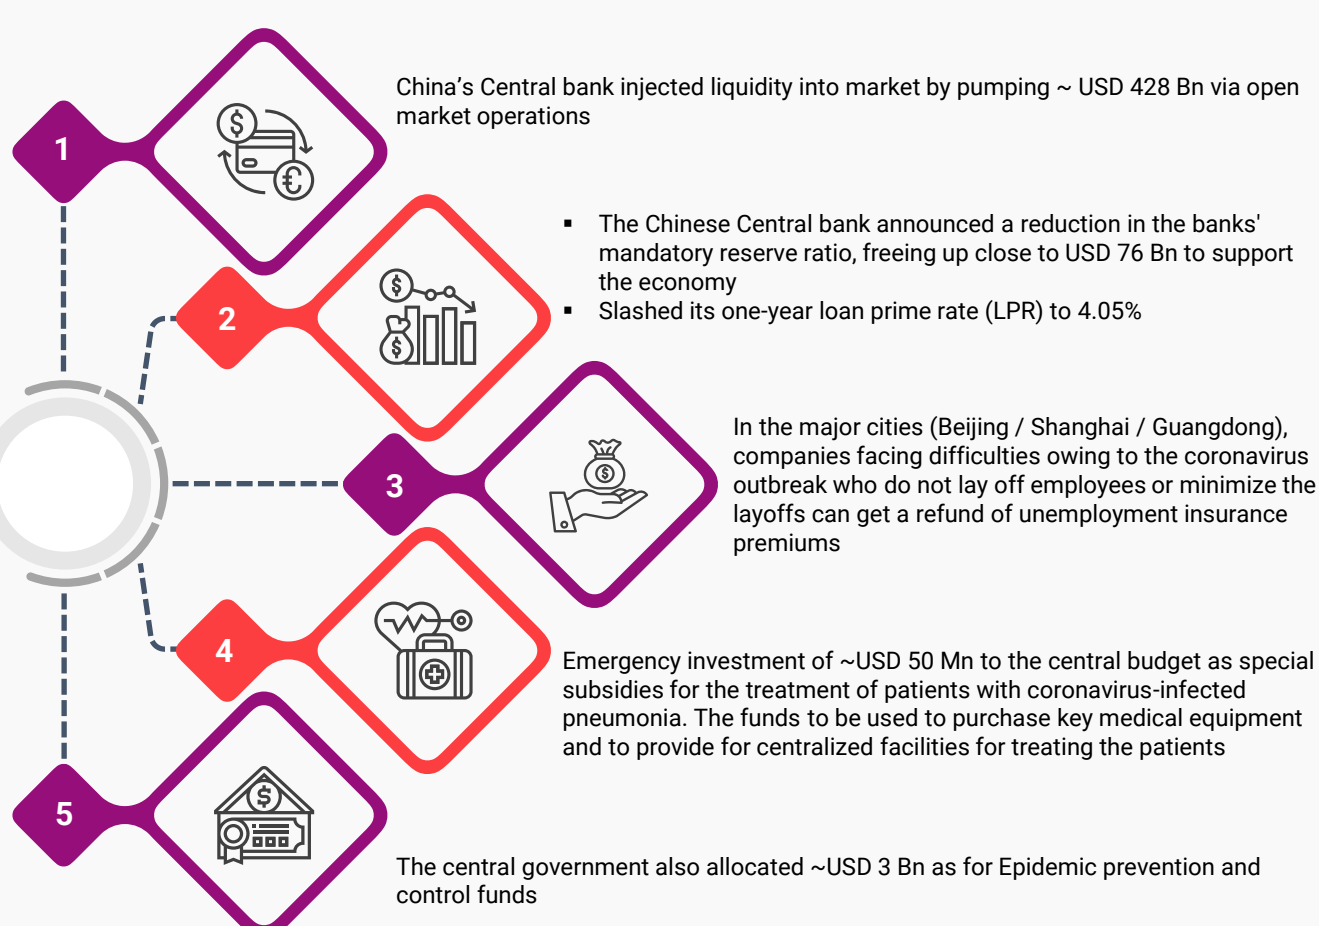 1
China's Central bank injected liquidity into market by pumping ~ USD 428 Bn via open
market operations
2
▪ The Chinese Central bank announced a reduction in the banks'
mandatory reserve ratio, freeing up close to USD 76 Bn to support
the economy
▪ Slashed its one-year loan prime rate (LPR) to 4.05%
3
In the major cities (Beijing / Shanghai / Guangdong),
companies facing difficulties owing to the coronavirus
outbreak who do not lay off employees or minimize the
layoffs can get a refund of unemployment insurance
premiums
4
Emergency investment of ~USD 50 Mn to the central budget as special
subsidies for the treatment of patients with coronavirus-infected
pneumonia. The funds to be used to purchase key medical equipment
and to provide for centralized facilities for treating the patients
5
The central government also allocated ~USD 3 Bn as for Epidemic prevention and
control funds